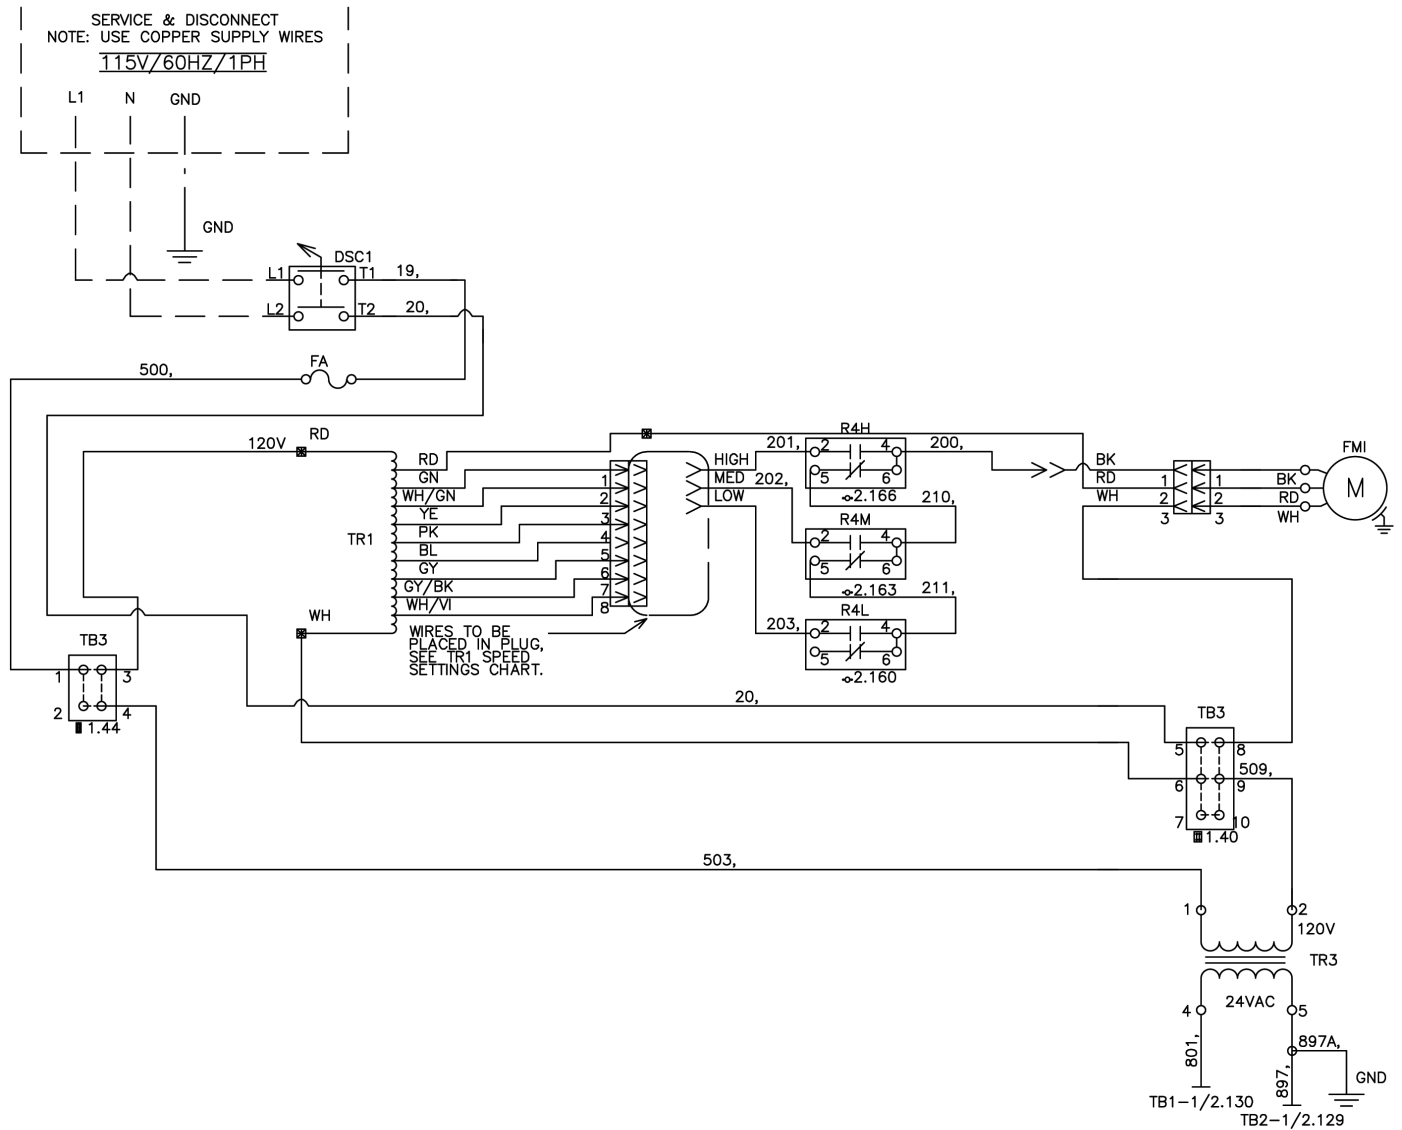 SERVICE & DISCONNECT
NOTE: USE COPPER SUPPLY WIRES
115V/60HZ/1PH
L1 N GND
GND
DSC1
L1 T1 19,
L2 T2 20,
FA
500,
120V RD
TR1
WH
RD
GN
WH/GN
YE
PK
BL
GY
GY/BK
WH/VI
1
2
3
4
5
6
7
8
WIRES TO BE
PLACED IN PLUG,
SEE TR1 SPEED
SETTINGS CHART.
HIGH
MED
LOW
201,
202,
203,
R4H
2 4
5 6
2.166
200,
210,
R4M
2 4
5 6
2.163
211,
R4L
2 4
5 6
2.160
BK
RD
WH
1
2
3
1
2
3
BK
RD
WH
FMI
M
TB3
1 3
2 4
1.44
20,
TB3
5 8
6 9
7 10
509,
1.40
503,
1 2
120V
TR3
24VAC
4 5
801,
897A,
897,
GND
TB1-1/2.130
TB2-1/2.129